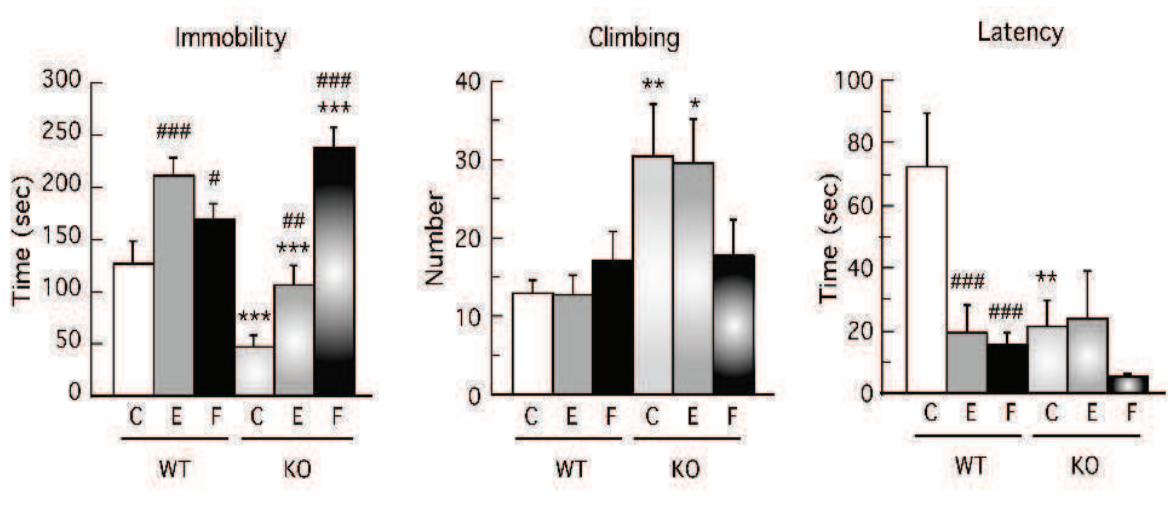 Immobility
Time (sec)
300
250
200
150
100
50
0
###
#
***
##
***
###
***
C E F C E F
WT KO
Climbing
Number
40
30
20
10
0
**
*
C E F C E F
WT KO
Latency
Time (sec)
100
80
60
40
20
0
###
###
**
C E F C E F
WT KO